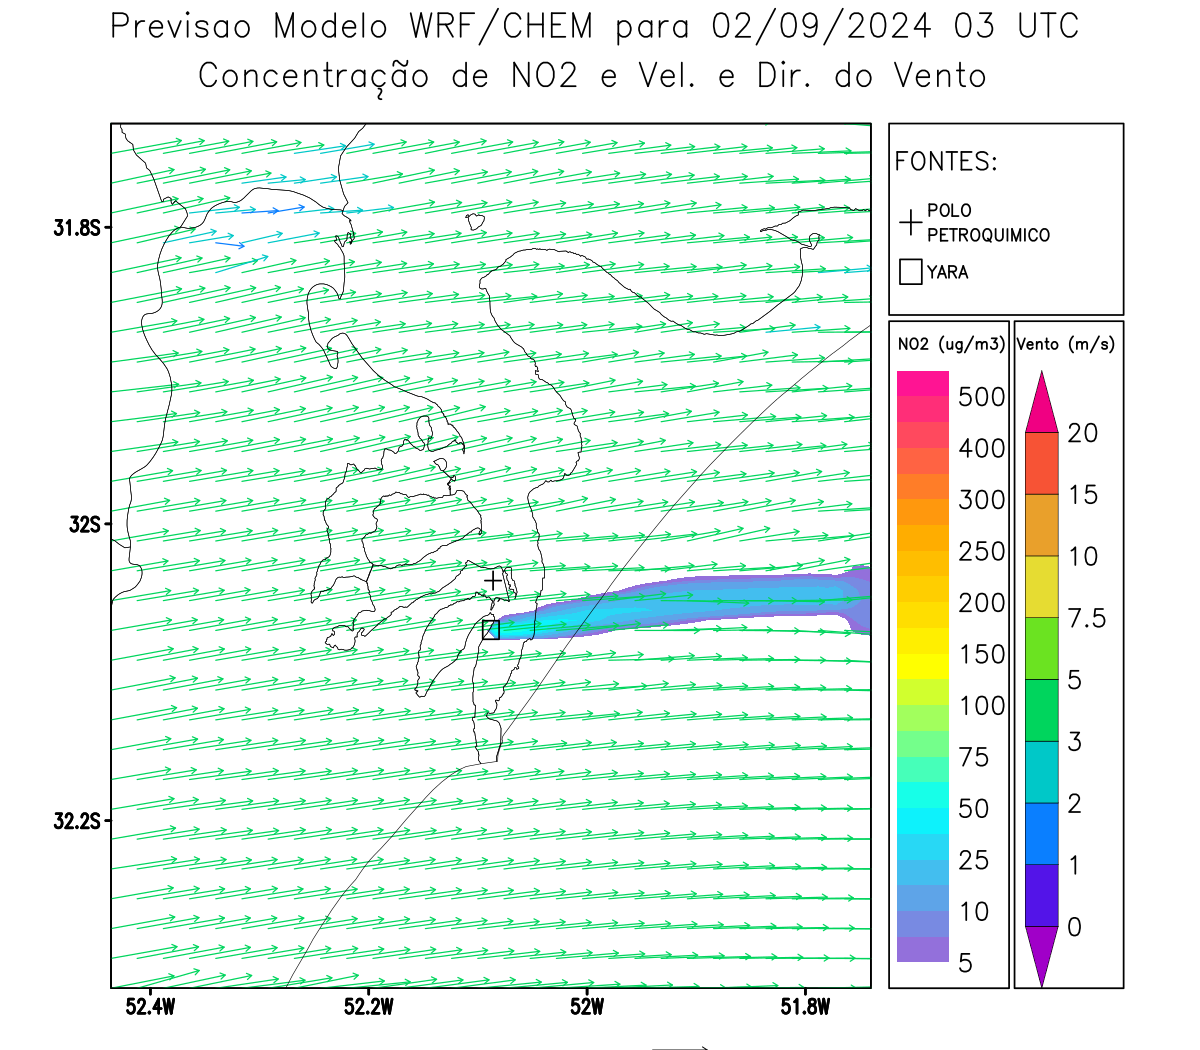 Previsao Modelo WRF/CHEM para 02/09/2024 03 UTC
Concentração de NO2 e Vel. e Dir. do Vento
FONTES:
POLO
PETROQUIMICO
YARA
31.8S
32S
32.2S
52.4W
52.2W
52W
51.8W
NO2 (ug/m3)
500
400
300
250
200
150
100
75
50
25
10
5
Vento (m/s)
20
15
10
7.5
5
3
2
1
0